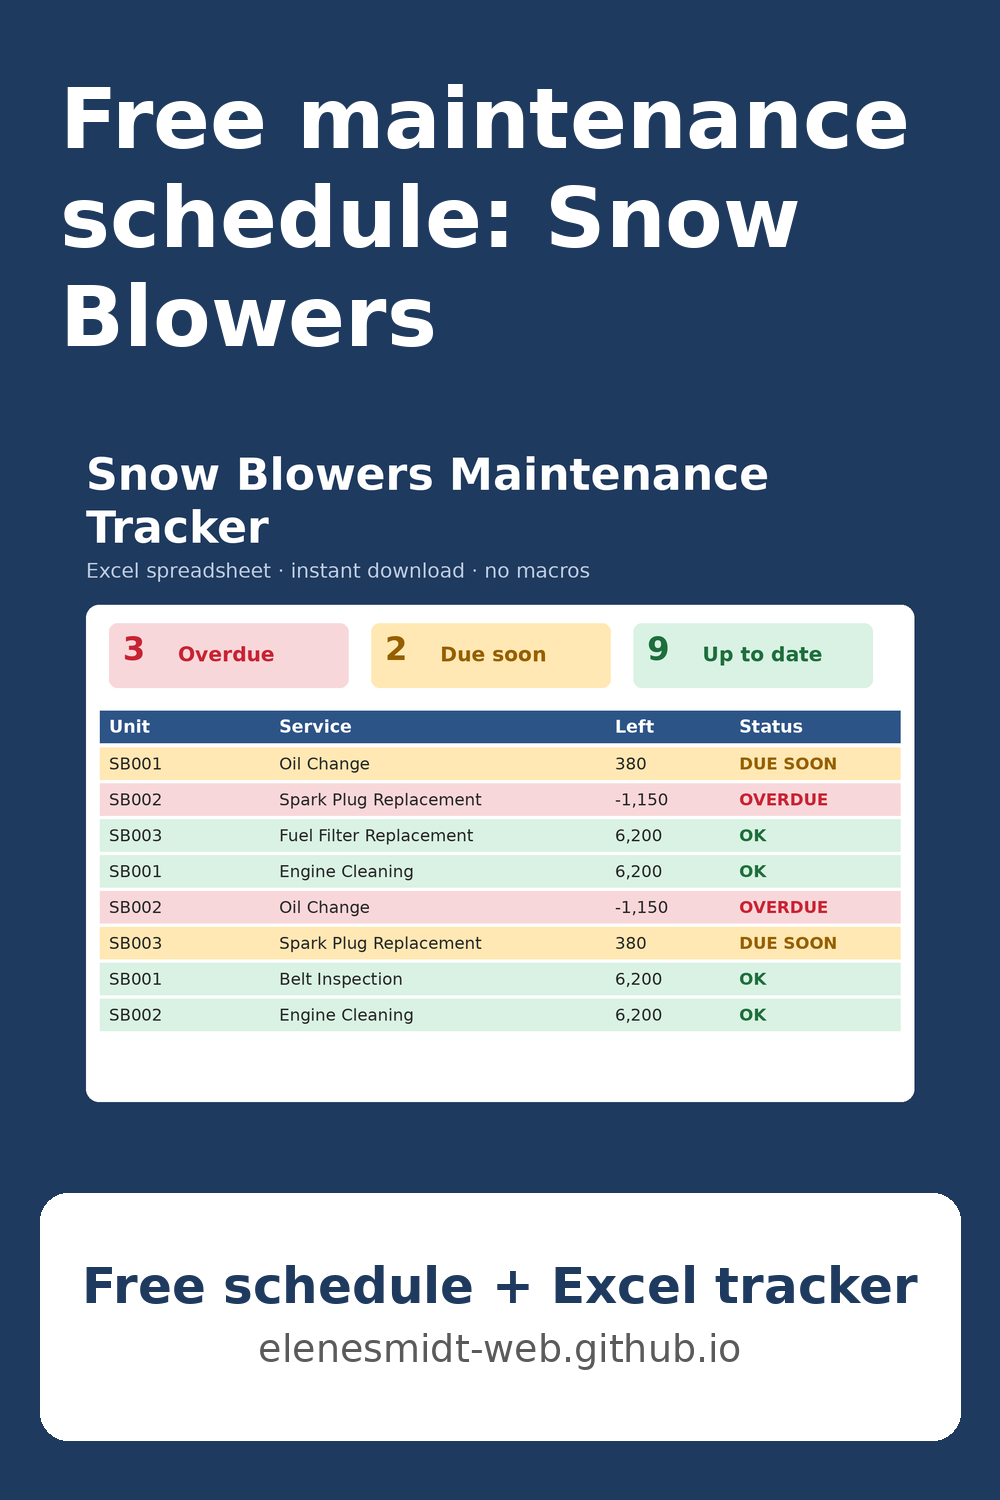 Free maintenance
schedule: Snow
Blowers
Snow Blowers Maintenance
Tracker
Excel spreadsheet · instant download · no macros
3 Overdue 2 Due soon 9 Up to date
Unit Service Left Status
SB001 Oil Change 380 DUE SOON
SB002 Spark Plug Replacement -1,150 OVERDUE
SB003 Fuel Filter Replacement 6,200 OK
SB001 Engine Cleaning 6,200 OK
SB002 Oil Change -1,150 OVERDUE
SB003 Spark Plug Replacement 380 DUE SOON
SB001 Belt Inspection 6,200 OK
SB002 Engine Cleaning 6,200 OK
Free schedule + Excel tracker
elenesmidt-web.github.io